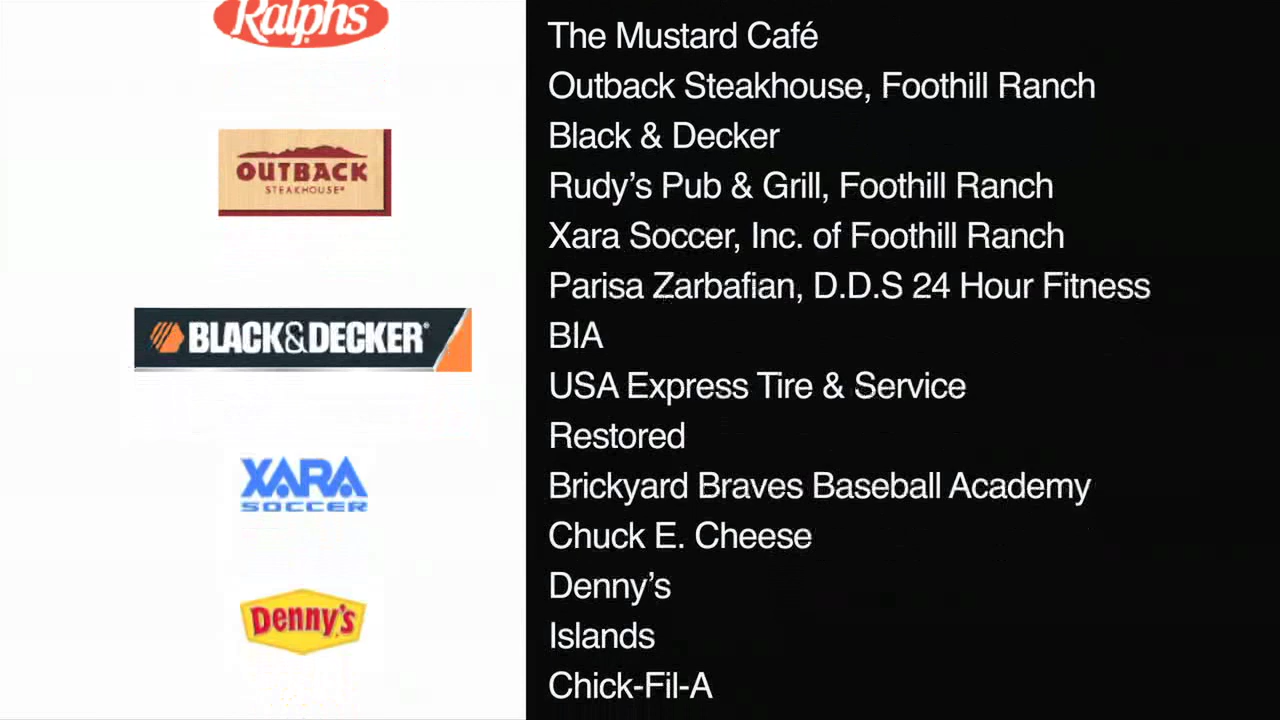 Ralphs
OUTBACK
STEAKHOUSE®
BLACK&DECKER®
XARA
SOCCER
Denny's
The Mustard Café
Outback Steakhouse, Foothill Ranch
Black & Decker
Rudy’s Pub & Grill, Foothill Ranch
Xara Soccer, Inc. of Foothill Ranch
Parisa Zarbafian, D.D.S 24 Hour Fitness
BIA
USA Express Tire & Service
Restored
Brickyard Braves Baseball Academy
Chuck E. Cheese
Denny’s
Islands
Chick-Fil-A